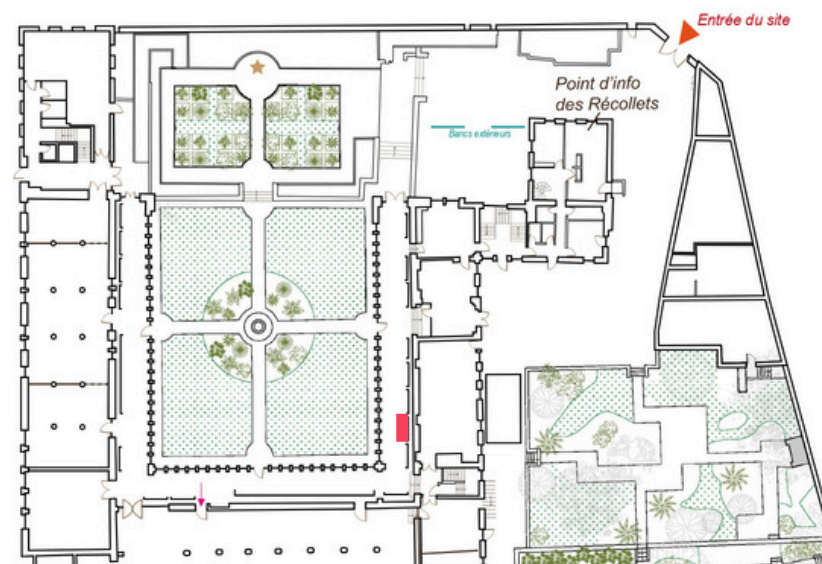 Entrée du site
Point d'info
des Récollets
Bancs extérieurs